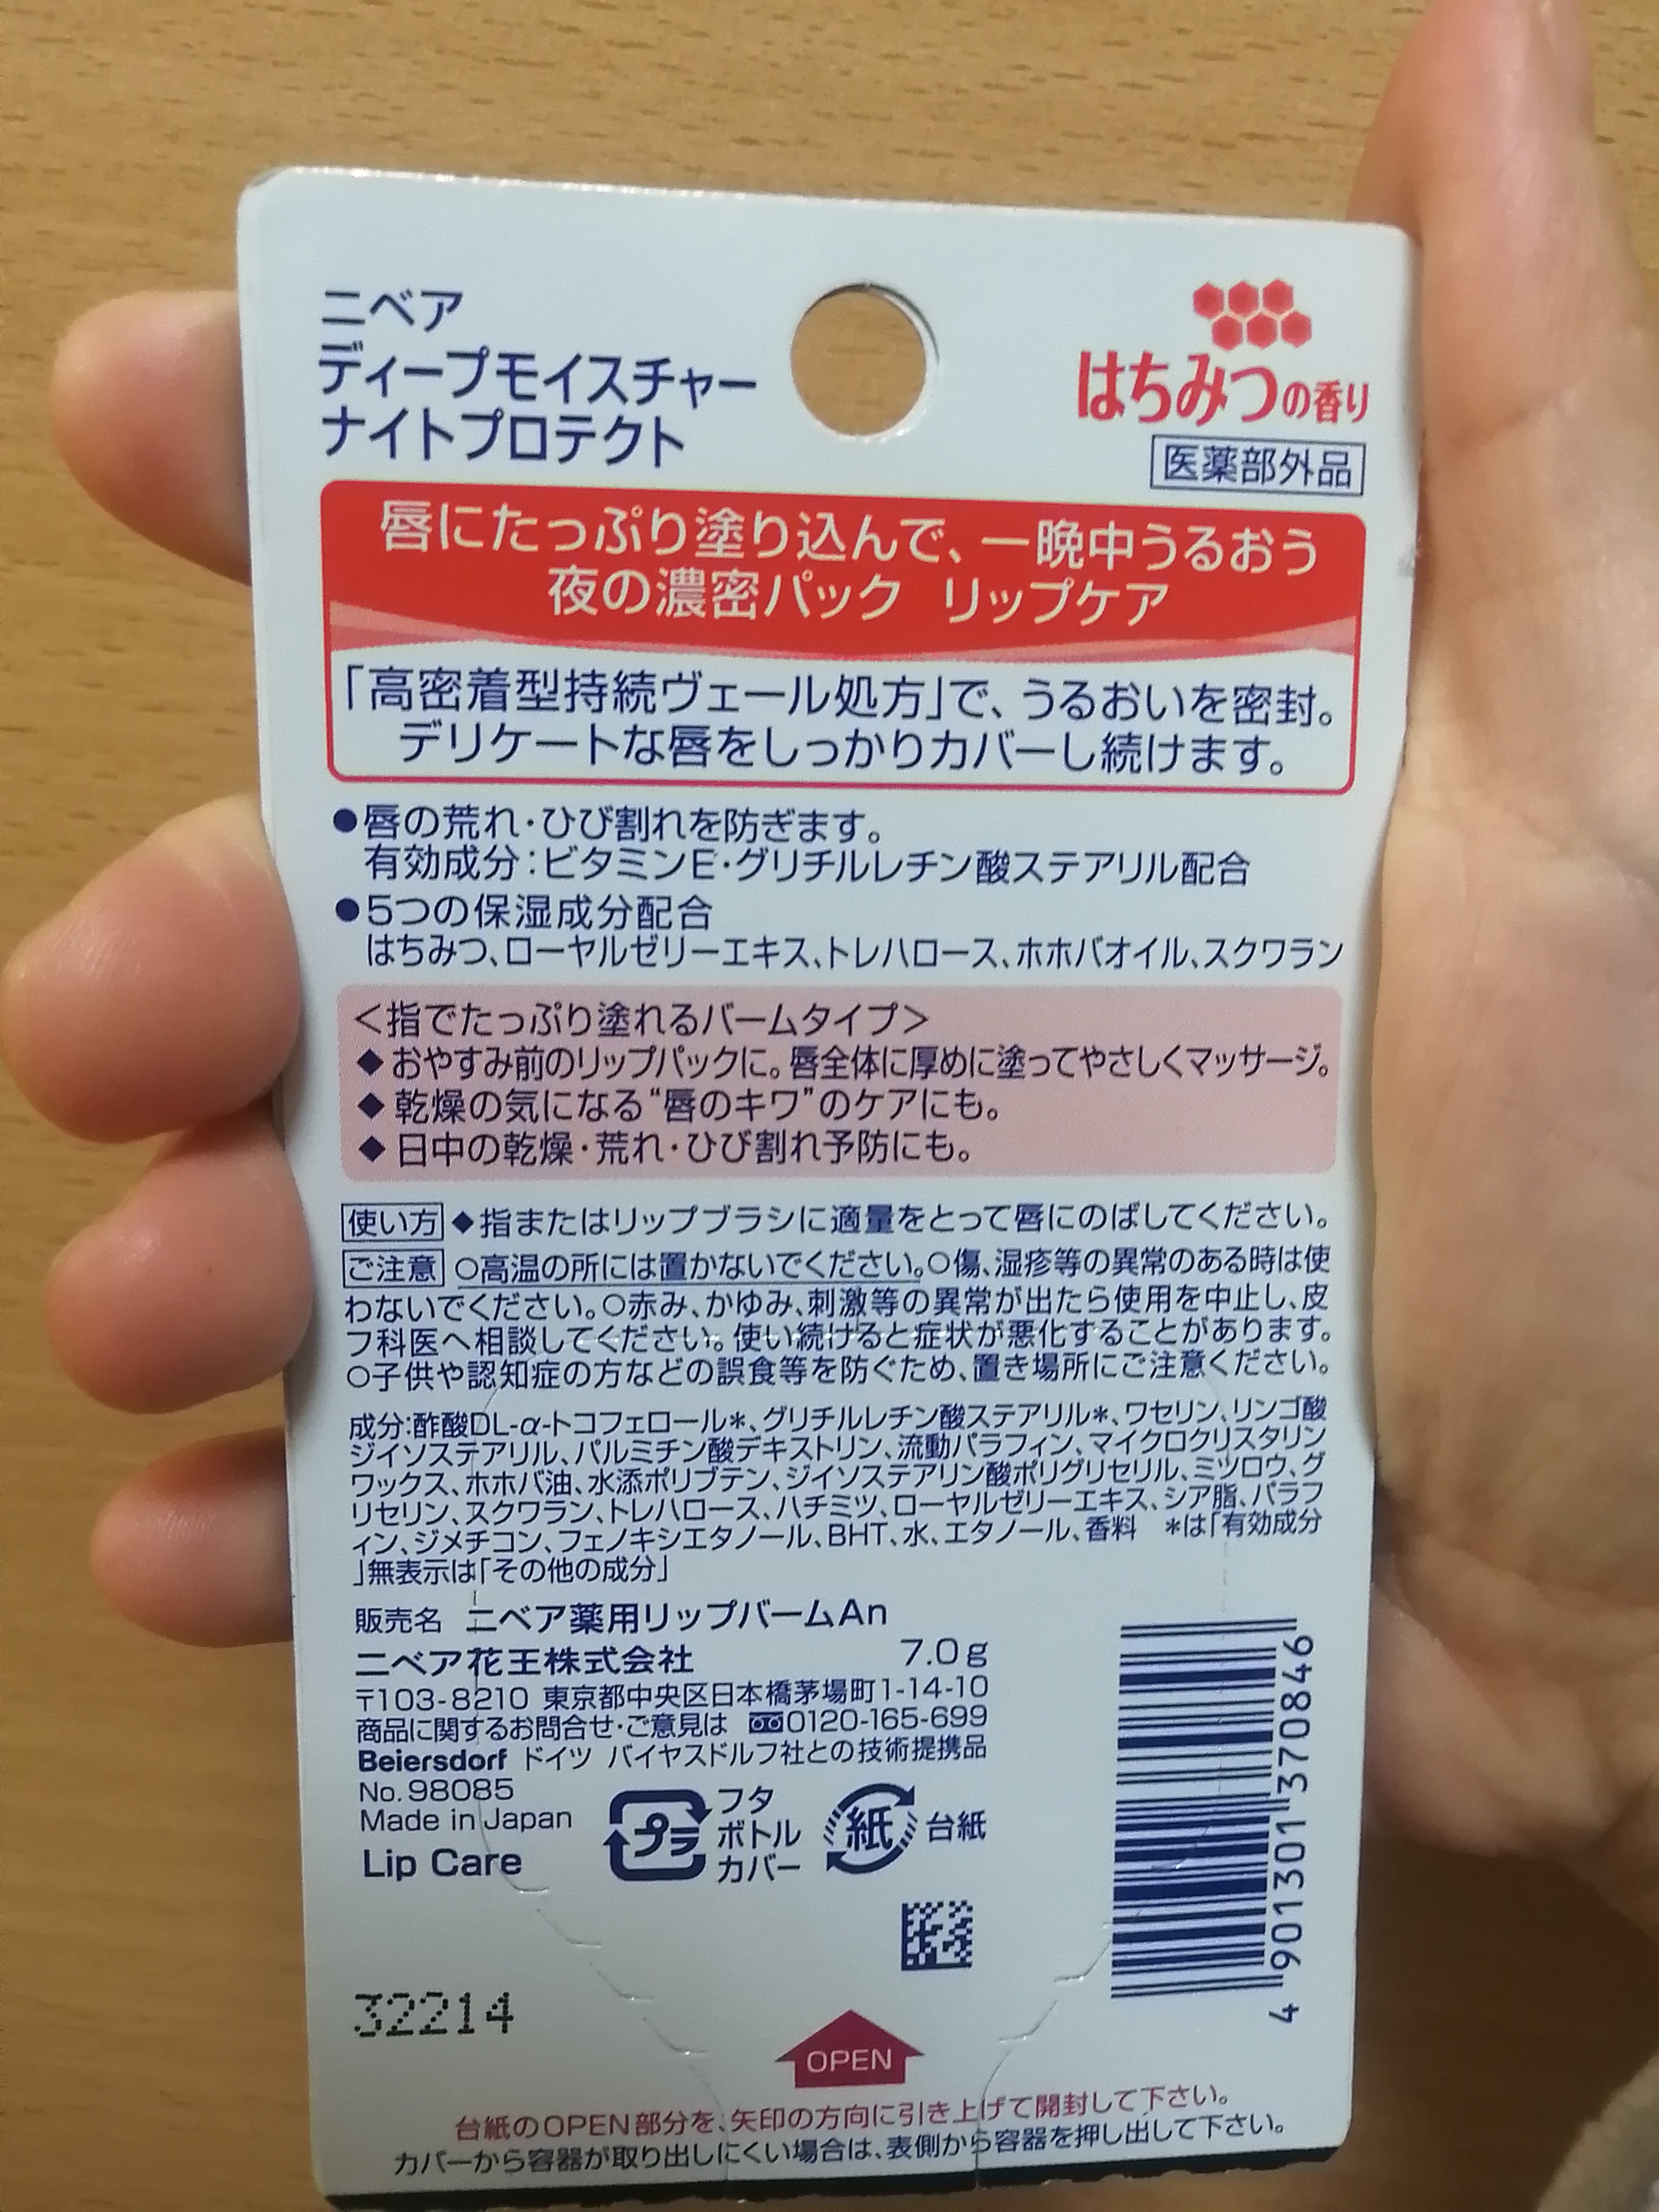 ニベア
ディープモイスチャー
ナイトプロテクト
はちみつの香り
医薬部外品
唇にたっぷり塗り込んで、一晩中うるおう
夜の濃密パック リップケア
「高密着型持続ヴェール処方」で、うるおいを密封。
デリケートな唇をしっかりカバーし続けます。
●唇の荒れ・ひび割れを防ぎます。
有効成分：ビタミンE・グリチルレチン酸ステアリル配合
●5つの保湿成分配合
はちみつ、ローヤルゼリーエキス、トレハロース、ホホバオイル、スクワラン
＜指でたっぷり塗れるバームタイプ＞
◆おやすみ前のリップパックに。唇全体に厚めに塗ってやさしくマッサージ。
◆乾燥の気になる“唇のキワ”のケアにも。
◆日中の乾燥・荒れ・ひび割れ予防にも。
使い方◆指またはリップブラシに適量をとって唇にのばしてください。
ご注意 ○高温の所には置かないでください。○傷、湿疹等の異常のある時は使
わないでください。○赤み、かゆみ、刺激等の異常が出たら使用を中止し、皮
フ科医へ相談してください。使い続けると症状が悪化することがあります。
○子供や認知症の方などの誤食等を防ぐため、置き場所にご注意ください。
成分：酢酸DL-α-トコフェロール＊、グリチルレチン酸ステアリル＊、ワセリン、リンゴ酸
ジイソステアリル、パルミチン酸デキストリン、流動パラフィン、マイクロクリスタリン
ワックス、ホホバ油、水添ポリブテン、ジイソステアリン酸ポリグリセリル、ミツロウ、グ
リセリン、スクワラン、トレハロース、ハチミツ、ローヤルゼリーエキス、シア脂、パラフ
ィン、ジメチコン、フェノキシエタノール、BHT、水、エタノール、香料 ＊は「有効成分
」無表示は「その他の成分」
販売名 ニベア薬用リップバームAn
ニベア花王株式会社 7.0g
〒103-8210 東京都中央区日本橋茅場町1-14-10
商品に関するお問合せ・ご意見は 0120-165-699
Beiersdorf ドイツ バイヤスドルフ社との技術提携品
No.98085
Made in Japan
Lip Care
プラ
フタ
ボトル
カバー
紙
台紙
4 901301 370846
32214
OPEN
台紙のOPEN部分を、矢印の方向に引き上げて開封して下さい。
カバーから容器が取り出しにくい場合は、表側から容器を押し出して下さい。